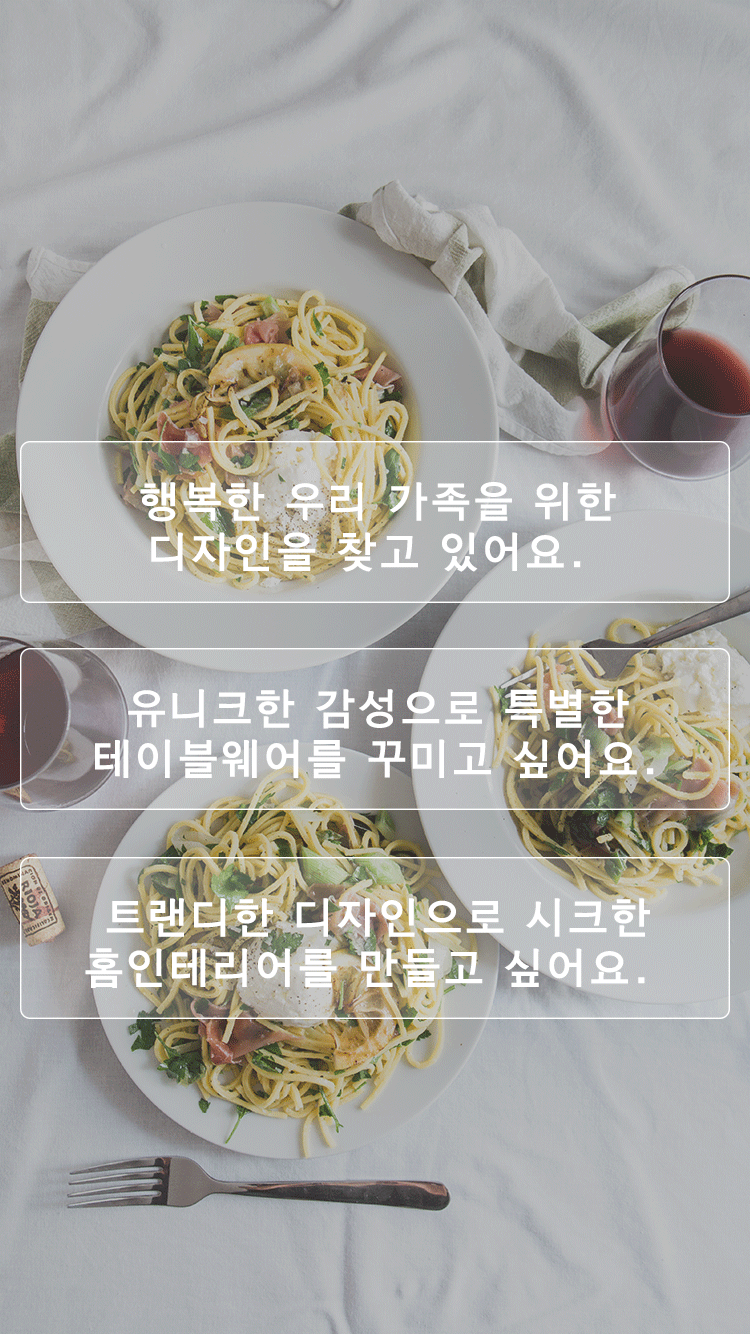 행복한 우리 가족을 위한
디자인을 찾고 있어요.
유니크한 감성으로 특별한
테이블웨어를 꾸미고 싶어요.
트랜디한 디자인으로 시크한
홈인테리어를 만들고 싶어요.
RIOJA